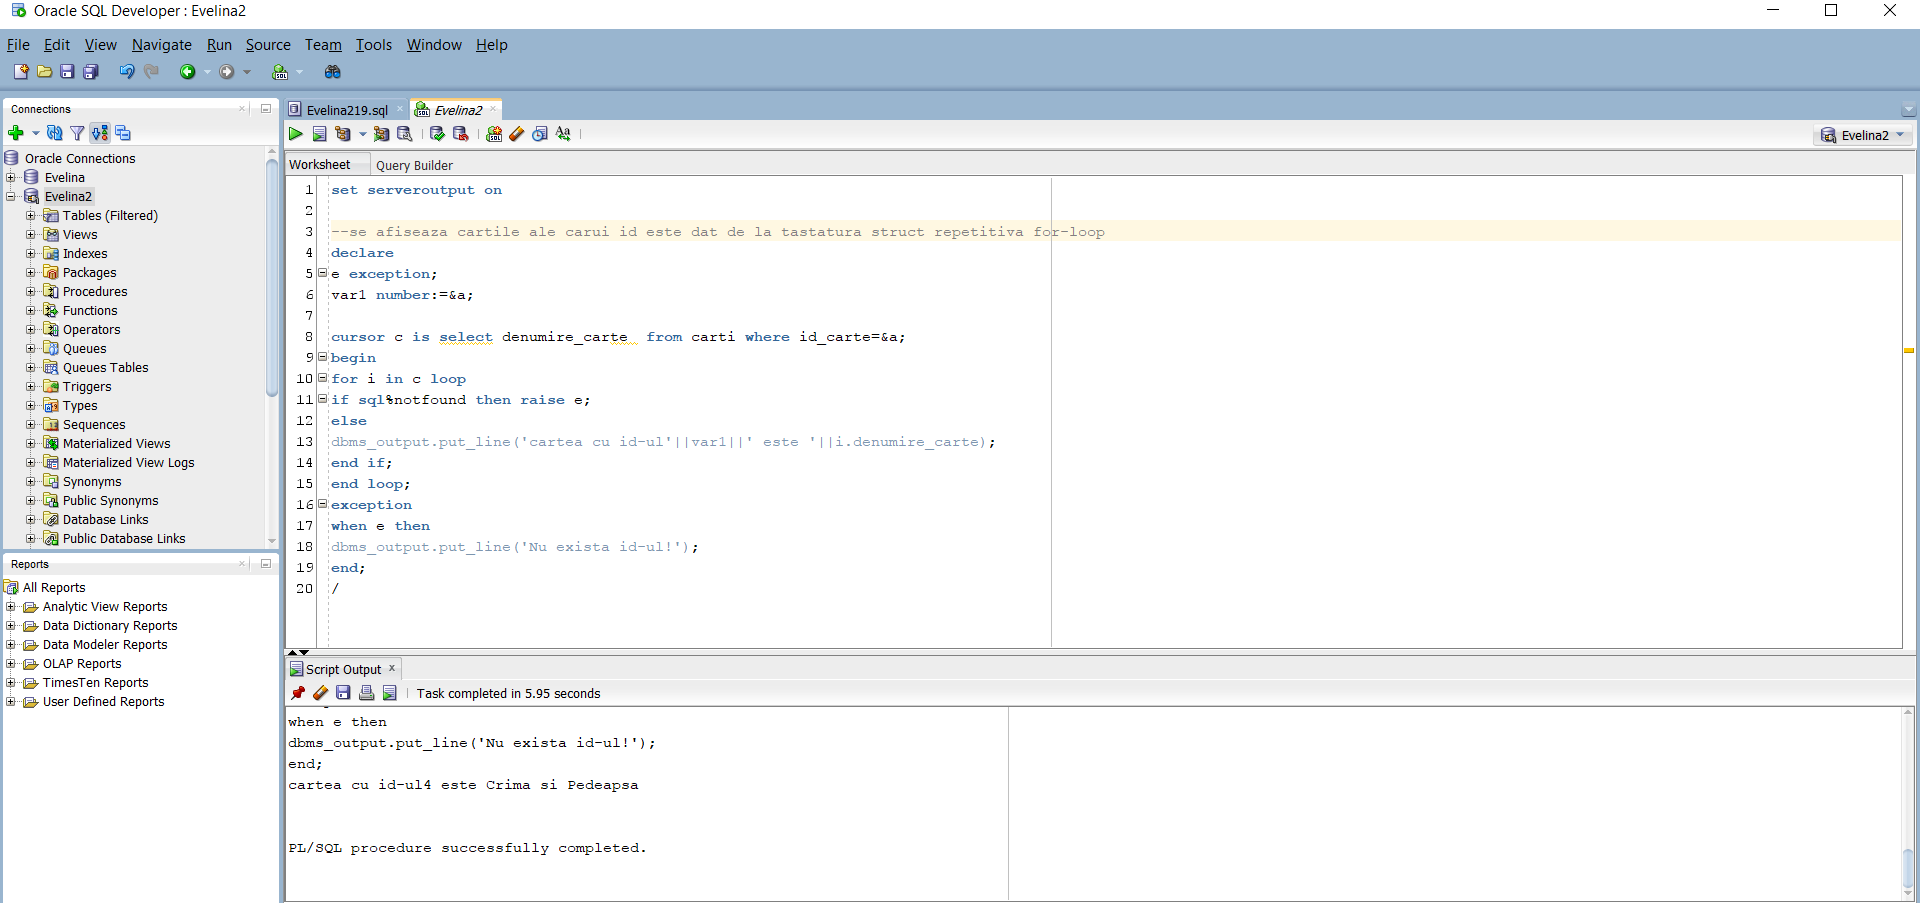 Oracle SQL Developer : Evelina2
File Edit View Navigate Run Source Team Tools Window Help
Connections
Oracle Connections
Evelina
Evelina2
Tables (Filtered)
Views
Indexes
Packages
Procedures
Functions
Operators
Queues
Queues Tables
Triggers
Types
Sequences
Materialized Views
Materialized View Logs
Synonyms
Public Synonyms
Database Links
Public Database Links
Reports
All Reports
Analytic View Reports
Data Dictionary Reports
Data Modeler Reports
OLAP Reports
TimesTen Reports
User Defined Reports
Evelina219.sql Evelina2
Evelina2
Worksheet Query Builder
1 set serveroutput on
2
3 --se afiseaza cartile ale carui id este dat de la tastatura struct repetitiva for-loop
4 declare
5 e exception;
6 var1 number:=&a;
7
8 cursor c is select denumire_carte from carti where id_carte=&a;
9 begin
10 for i in c loop
11 if sql%notfound then raise e;
12 else
13 dbms_output.put_line('cartea cu id-ul'||var1||' este '||i.denumire_carte);
14 end if;
15 end loop;
16 exception
17 when e then
18 dbms_output.put_line('Nu exista id-ul!');
19 end;
20 /
Script Output
Task completed in 5.95 seconds
when e then
dbms_output.put_line('Nu exista id-ul!');
end;
cartea cu id-ul4 este Crima si Pedeapsa
PL/SQL procedure successfully completed.